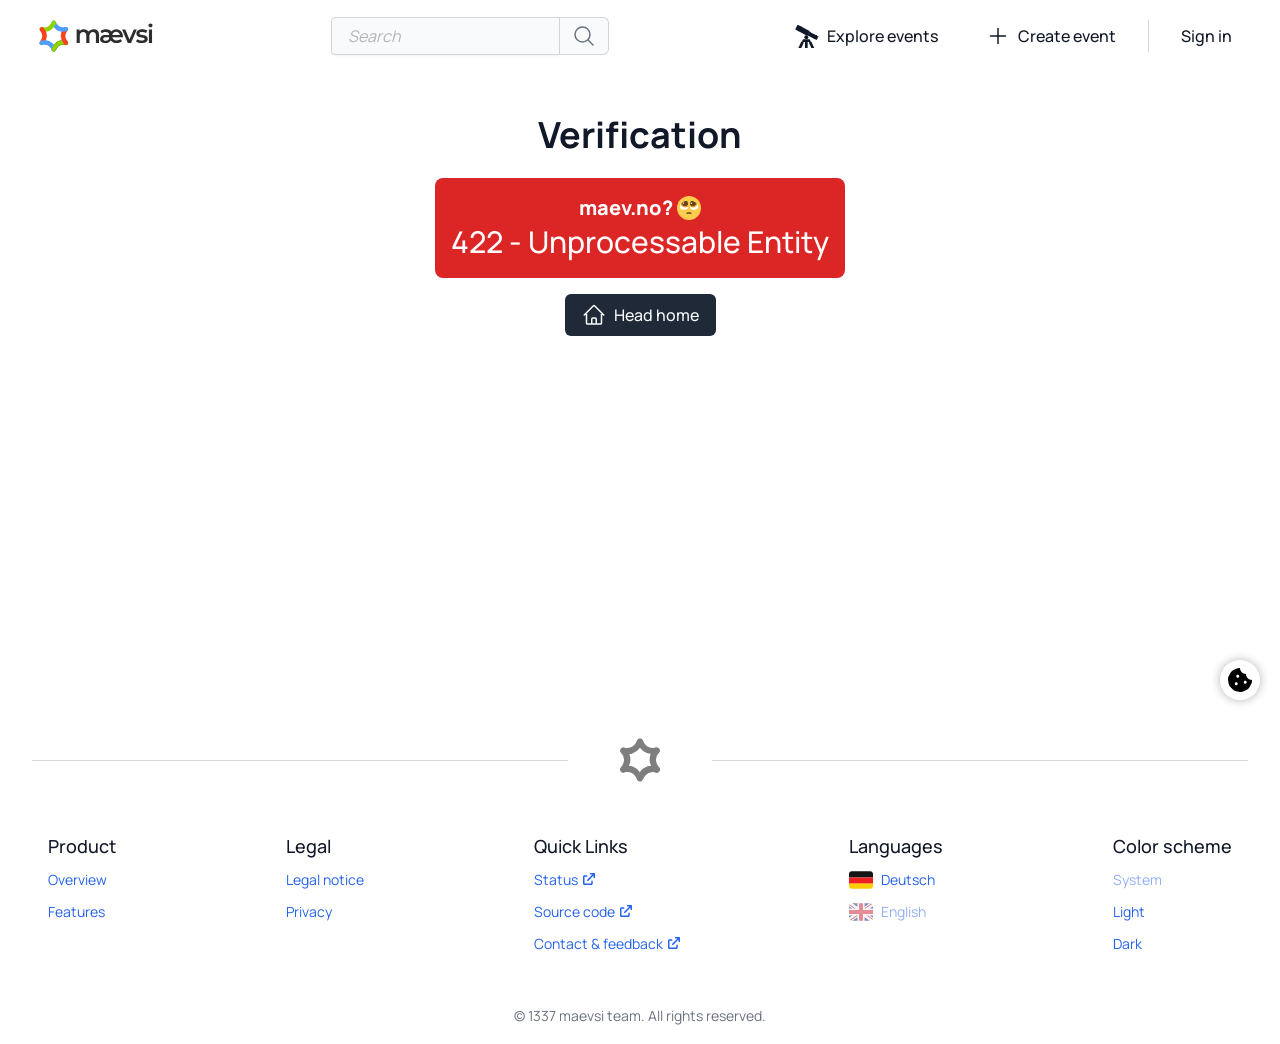 mævsi
Search
Explore events
Create event
Sign in
Verification
maev.no?
422 - Unprocessable Entity
Head home
Product
Overview
Features
Legal
Legal notice
Privacy
Quick Links
Status
Source code
Contact & feedback
Languages
Deutsch
English
Color scheme
System
Light
Dark
© 1337 maevsi team. All rights reserved.